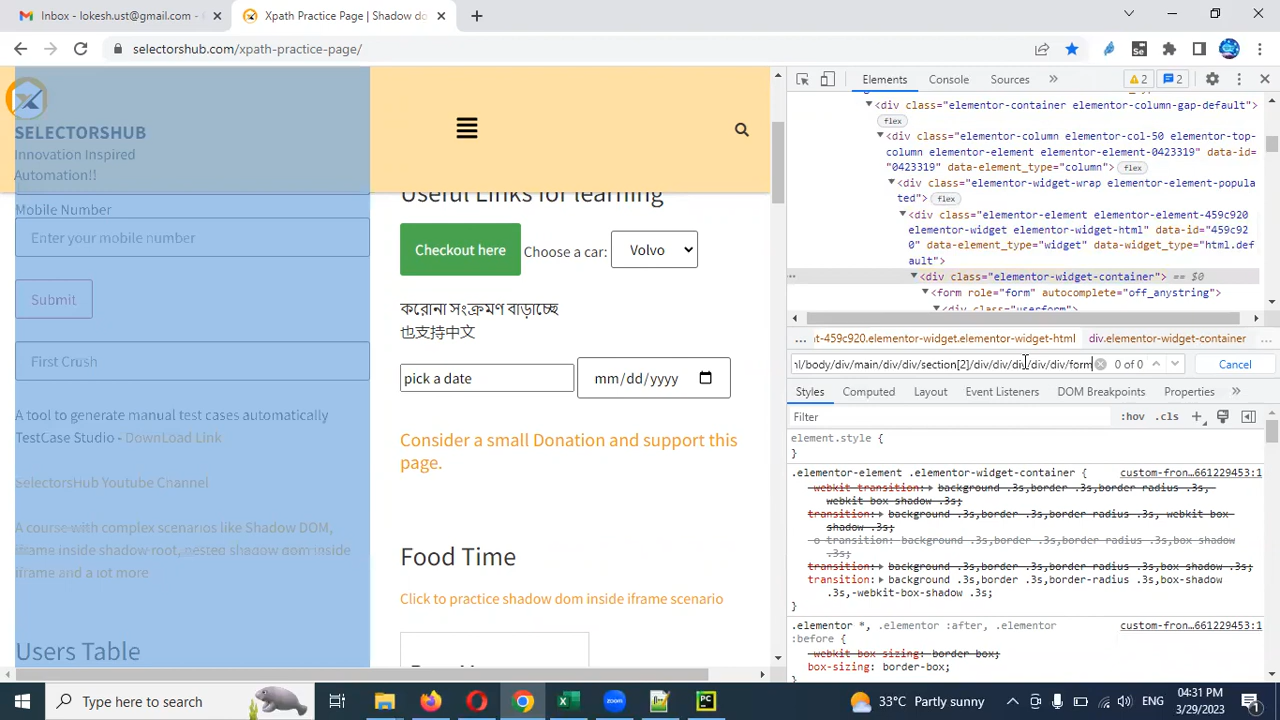 Inbox - lokesh.ust@gmail.com -
Xpath Practice Page | Shadow do
selectorshub.com/xpath-practice-page/
SELECTORSHUB
Innovation Inspired
Automation!!
Mobile Number
Enter your mobile number
Submit
First Crush
A tool to generate manual test cases automatically
TestCase Studio - DownLoad Link
SelectorsHub Youtube Channel
A course with complex scenarios like Shadow DOM,
iframe inside shadow root, nested shadow dom inside
iframe and a lot more
Users Table
Useful Links for learning
Checkout here
Choose a car:
Volvo
করোনা সংক্রমণ বাড়াচ্ছে
也支持中文
pick a date
mm/dd/yyyy
Consider a small Donation and support this
page.
Food Time
Click to practice shadow dom inside iframe scenario
Elements
Console
Sources
2
2
<div class="elementor-container elementor-column-gap-default">
flex
<div class="elementor-column elementor-col-50 elementor-top-
column elementor-element elementor-element-0423319" data-id=
"0423319" data-element_type="column"> flex
<div class="elementor-widget-wrap elementor-element-popula
ted"> flex
<div class="elementor-element elementor-element-459c920
elementor-widget elementor-widget-html" data-id="459c92
0" data-element_type="widget" data-widget_type="html.def
ault">
<div class="elementor-widget-container"> == $0
<form role="form" autocomplete="off_anystring">
<div class="userform">
... nt-459c920.elementor-widget.elementor-widget-html
div.elementor-widget-container ...
nl/body/div/main/div/div/section[2]/div/div/div/div/div/form
0 of 0
Cancel
Styles
Computed
Layout
Event Listeners
DOM Breakpoints
Properties
Filter
:hov .cls
element.style {
}
.elementor-element .elementor-widget-container {
custom-fron…661229453:1
-webkit-transition: background .3s,border .3s,border-radius .3s,
-webkit-box-shadow .3s;
transition: background .3s,border .3s,border-radius .3s,-webkit-box-
shadow .3s;
-o-transition: background .3s,border .3s,border-radius .3s,box-shadow
.3s;
transition: background .3s,border .3s,border-radius .3s,box-shadow .3s;
transition: background .3s,border .3s,border-radius .3s,box-shadow
.3s,-webkit-box-shadow .3s;
}
.elementor *, .elementor :after, .elementor
:before {
custom-fron…661229453:1
-webkit-box-sizing: border-box;
box-sizing: border-box;
Type here to search
33°C Partly sunny
ENG
04:31 PM
3/29/2023